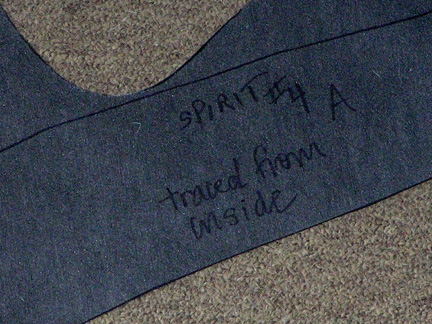 SPIRIT #4 A
traced from
inside